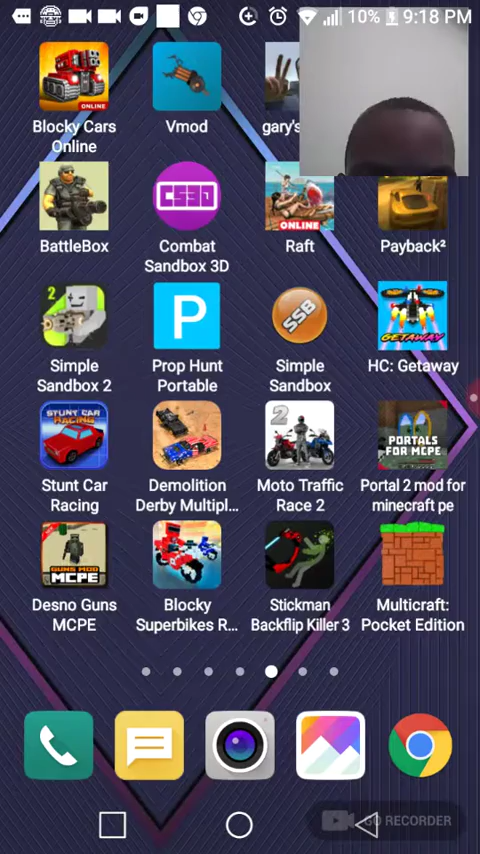 10% 9:18 PM
ONLINE
Blocky Cars
Online
Vmod
gary's
BattleBox
CS3D
Combat
Sandbox 3D
ONLINE
Raft
Payback²
2
Simple
Sandbox 2
P
Prop Hunt
Portable
SSB
Simple
Sandbox
GETAWAY
HC: Getaway
STUNT CAR
RACING
Stunt Car
Racing
Demolition
Derby Multipl...
2
Moto Traffic
Race 2
PORTALS
FOR MCPE
Portal 2 mod for
minecraft pe
GUNS MOD
MCPE
Desno Guns
MCPE
Blocky
Superbikes R...
Stickman
Backflip Killer 3
Multicraft:
Pocket Edition
GO RECORDER